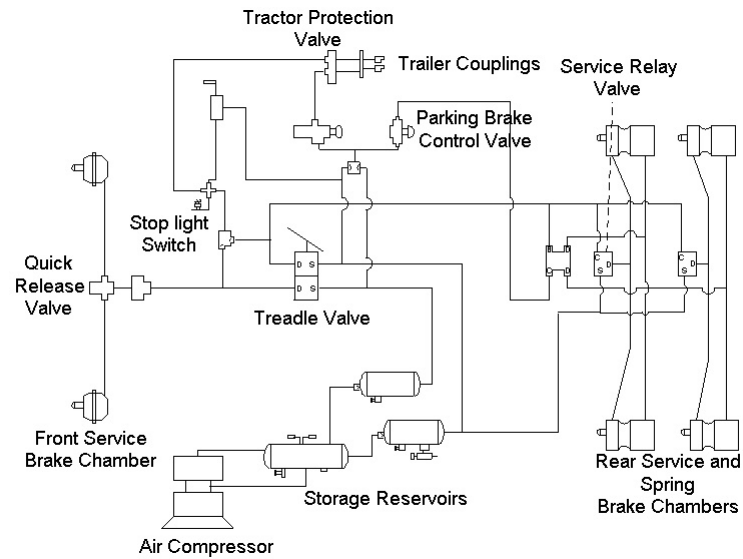 Tractor Protection
Valve
Trailer Couplings
Service Relay
Valve
Parking Brake
Control Valve
Stop light
Switch
Quick
Release
Valve
D S
D S
Treadle Valve
B C
D
C
D
S
C
D
S
Front Service
Brake Chamber
Storage Reservoirs
Rear Service and
Spring
Brake Chambers
Air Compressor